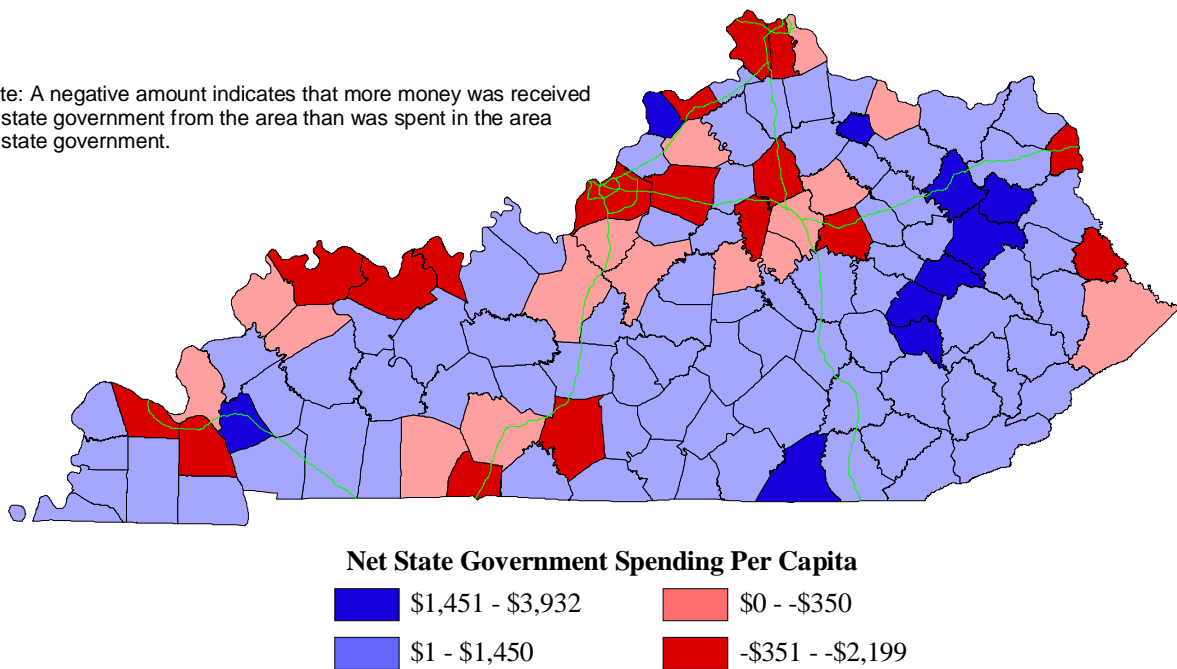 te: A negative amount indicates that more money was received
state government from the area than was spent in the area
state government.
Net State Government Spending Per Capita
$1,451 - $3,932
$0 - -$350
$1 - $1,450
-$351 - -$2,199